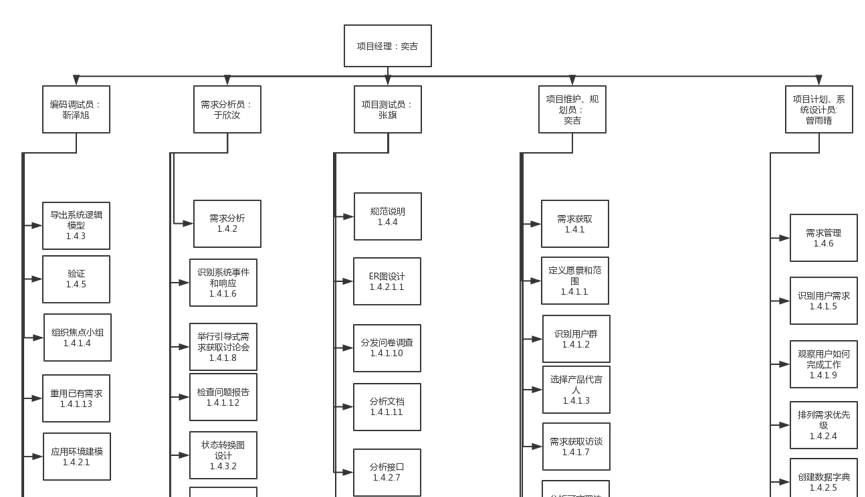 项目经理：奕吉
编码调试员：
靳泽旭
需求分析员：
于欣汝
项目测试员：
张旗
项目维护、规
划员：
奕吉
项目计划、系
统设计员:
曾雨晴
导出系统逻辑
模型
1.4.3
验证
1.4.5
组织焦点小组
1.4.1.4
重用已有需求
1.4.1.13
应用环境建模
1.4.2.1
需求分析
1.4.2
识别系统事件
和响应
1.4.1.6
举行引导式需
求获取讨论会
1.4.1.8
检查问题报告
1.4.1.12
状态转换图
设计
1.4.3.2
规范说明
1.4.4
ER图设计
1.4.2.1.1
分发问卷调查
1.4.1.10
分析文档
1.4.1.11
分析接口
1.4.2.7
需求获取
1.4.1
定义愿景和范
围
1.4.1.1
识别用户群
1.4.1.2
选择产品代言
人
1.4.1.3
需求获取访谈
1.4.1.7
需求管理
1.4.6
识别用户需求
1.4.1.5
观察用户如何
完成工作
1.4.1.9
排列需求优先
级
1.4.2.4
创建数据字典
1.4.2.5